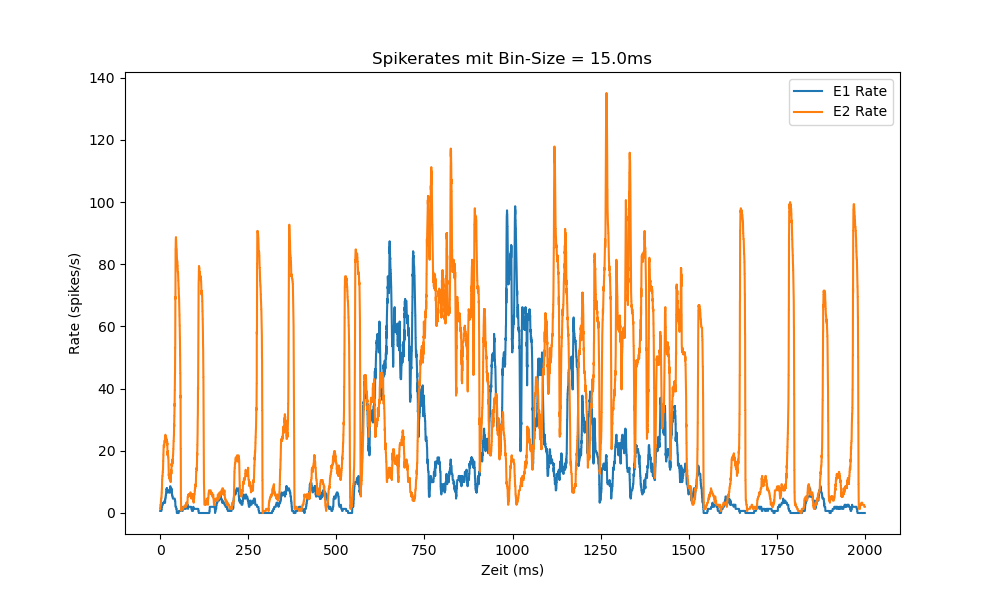 Spikerates mit Bin-Size = 15.0ms
E1 Rate
E2 Rate
140
120
100
80
60
40
20
0
Rate (spikes/s)
0 250 500 750 1000 1250 1500 1750 2000
Zeit (ms)